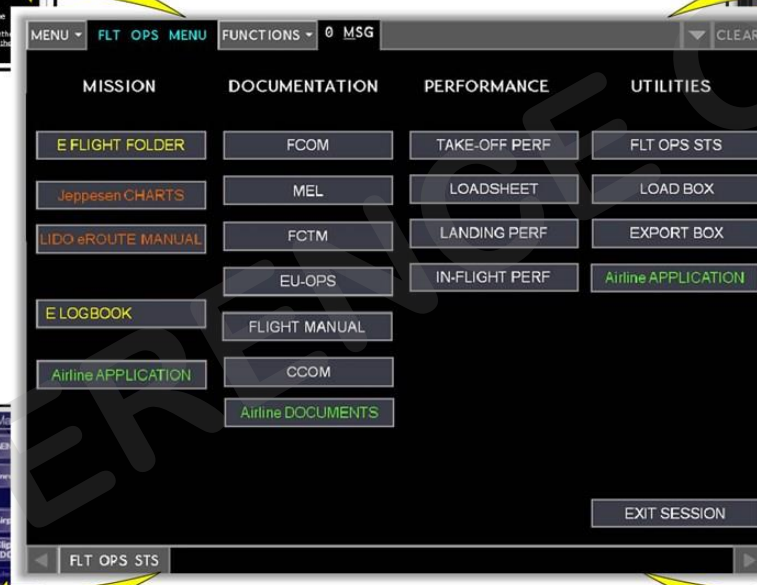 MENU FLT OPS MENU FUNCTIONS 0 MSG CLEAR
MISSION DOCUMENTATION PERFORMANCE UTILITIES
E FLIGHT FOLDER FCOM TAKE-OFF PERF FLT OPS STS
Jeppesen CHARTS MEL LOADSHEET LOAD BOX
LIDO eROUTE MANUAL FCTM LANDING PERF EXPORT BOX
EU-OPS IN-FLIGHT PERF Airline APPLICATION
E LOGBOOK FLIGHT MANUAL
Airline APPLICATION CCOM
Airline DOCUMENTS
EXIT SESSION
FLT OPS STS